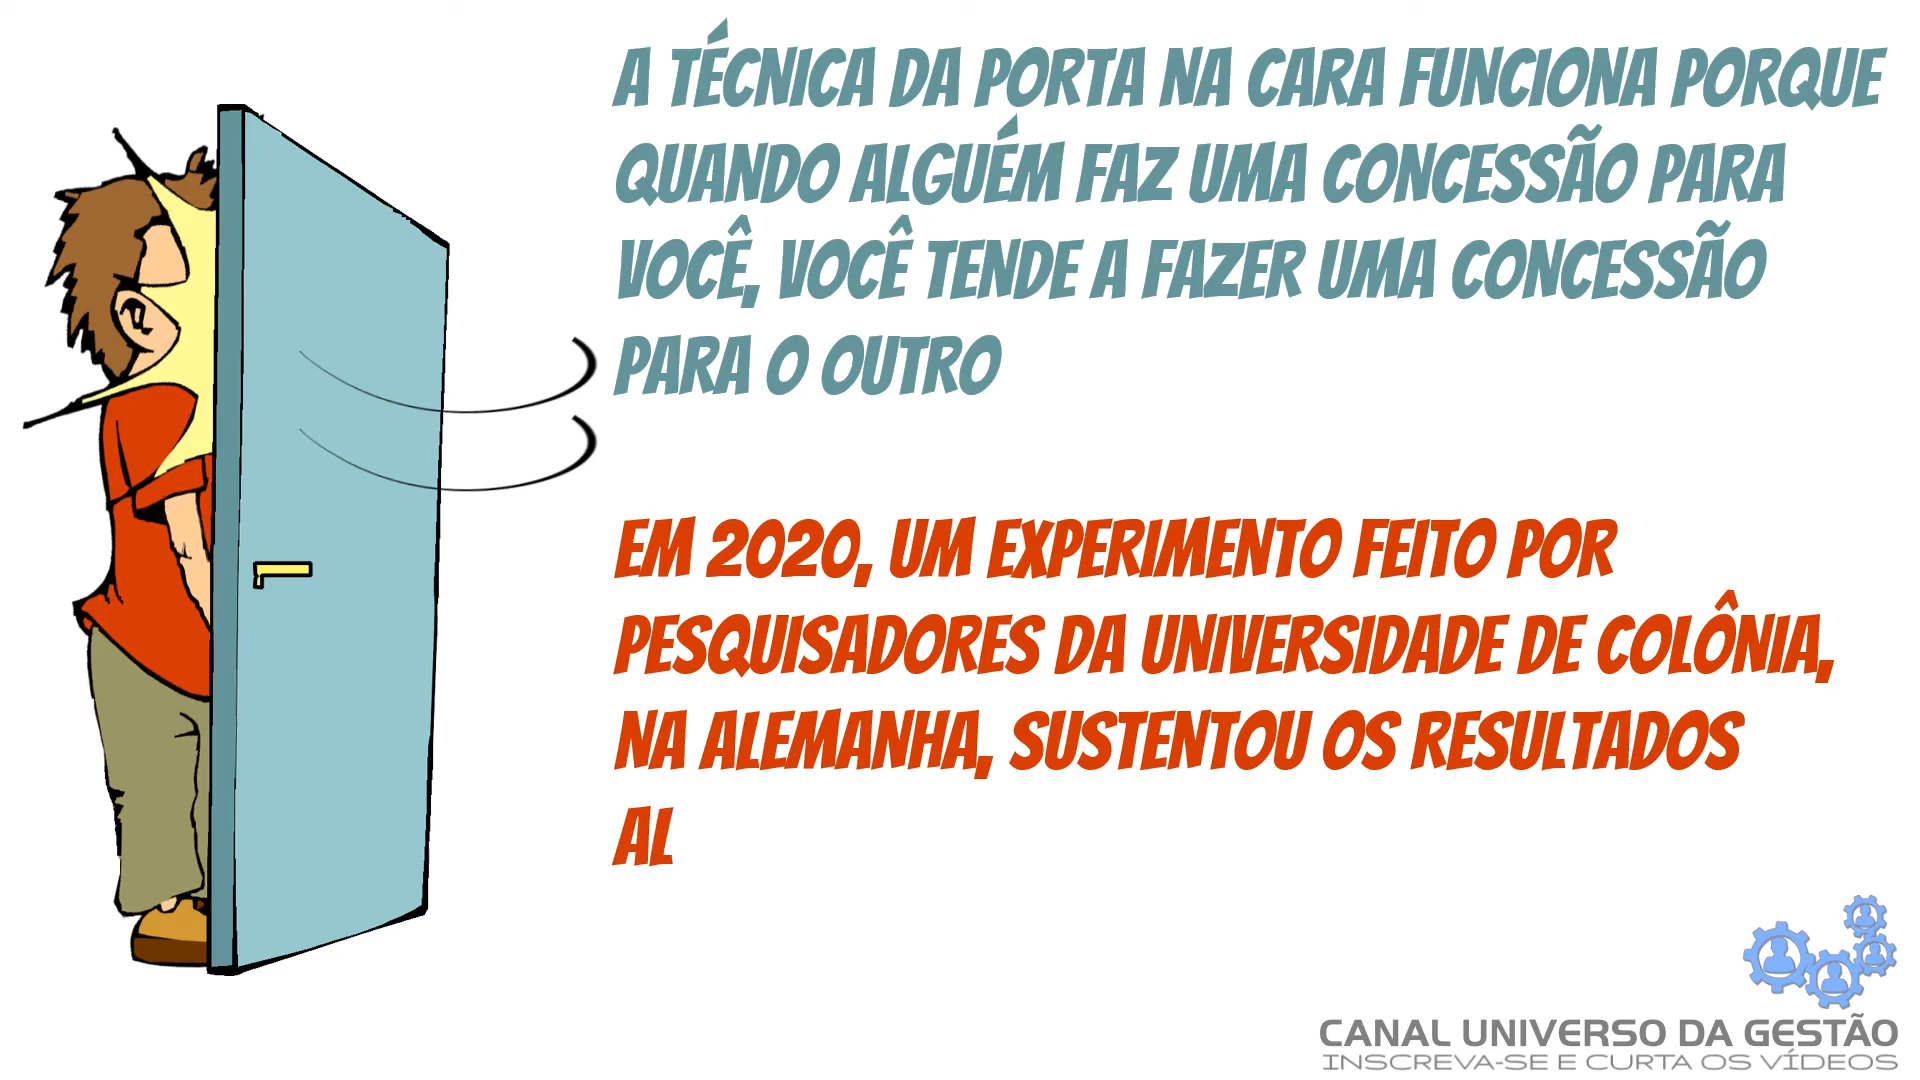 A TÉCNICA DA PORTA NA CARA FUNCIONA PORQUE
QUANDO ALGUÉM FAZ UMA CONCESSÃO PARA
VOCÊ, VOCÊ TENDE A FAZER UMA CONCESSÃO
PARA O OUTRO
EM 2020, UM EXPERIMENTO FEITO POR
PESQUISADORES DA UNIVERSIDADE DE COLÔNIA,
NA ALEMANHA, SUSTENTOU OS RESULTADOS
AL
CANAL UNIVERSO DA GESTÃO
INSCREVA-SE E CURTA OS VÍDEOS